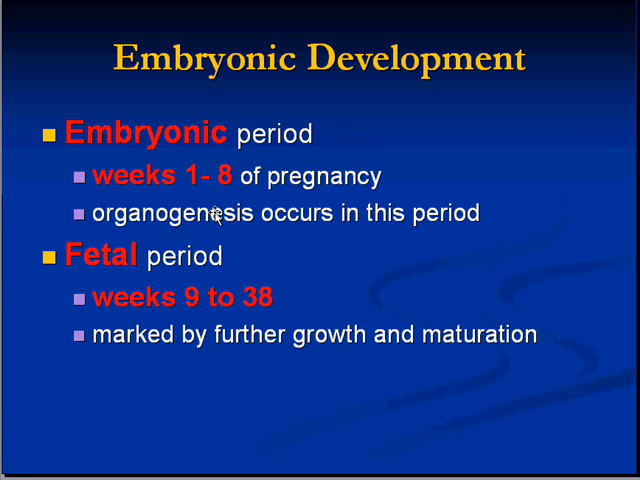 Embryonic Development
Embryonic period
weeks 1- 8 of pregnancy
organogenesis occurs in this period
Fetal period
weeks 9 to 38
marked by further growth and maturation